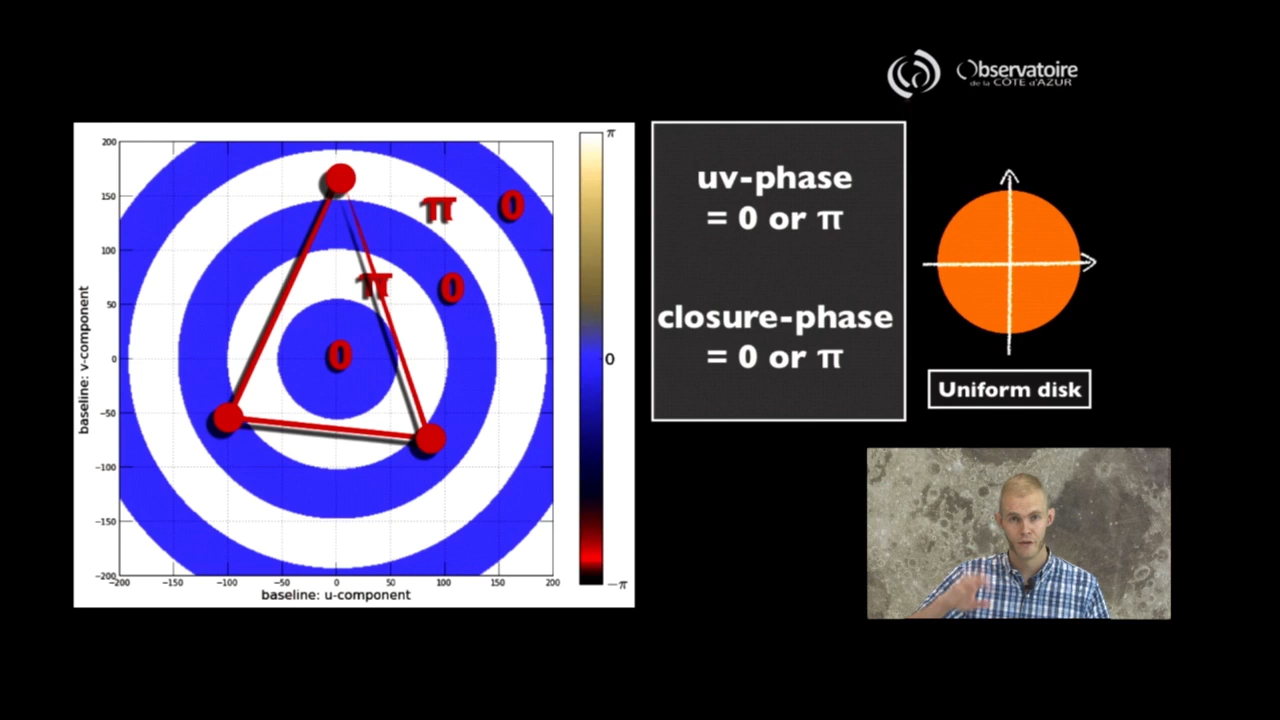 Observatoire
de la CÔTE d'AZUR
π
0
−π
200
150
100
50
0
−50
−100
−150
−200
−200
−150
−100
−50
0
50
100
150
200
baseline: v-component
baseline: u-component
π
0
π
0
0
uv-phase
= 0 or π
closure-phase
= 0 or π
Uniform disk